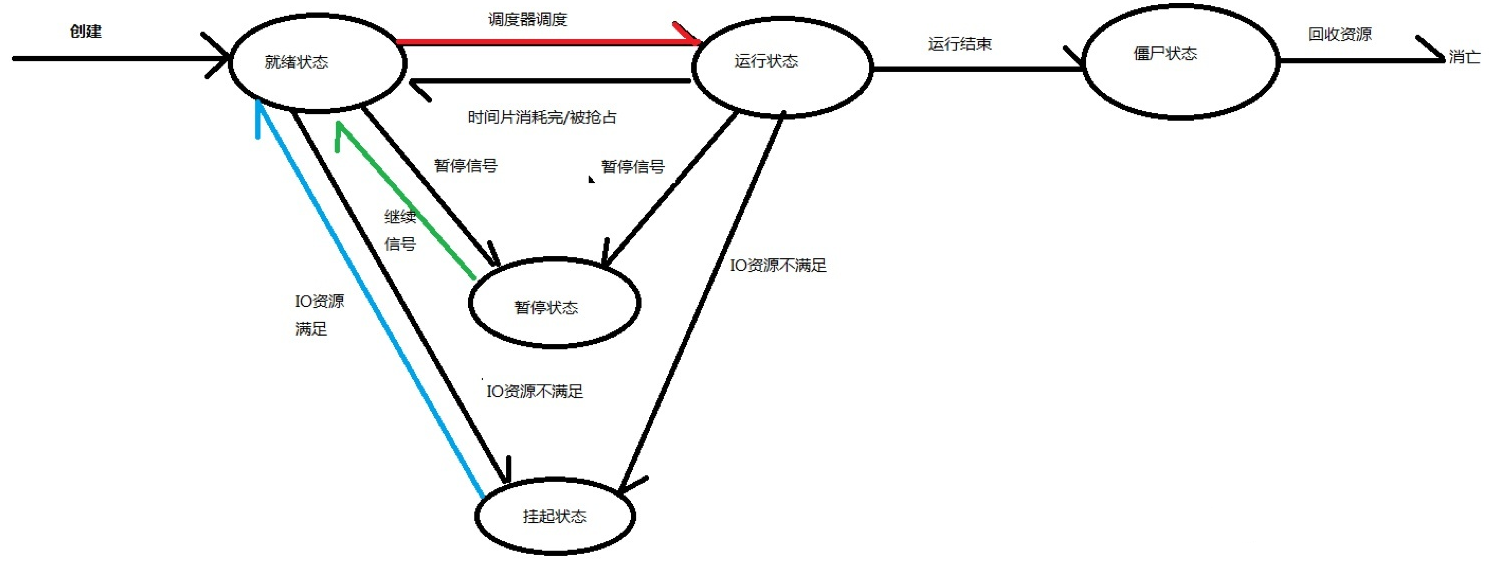 创建
调度器调度
就绪状态
运行状态
运行结束
僵尸状态
回收资源
消亡
时间片消耗完/被抢占
暂停信号
暂停信号
继续
信号
IO资源不满足
IO资源
满足
暂停状态
IO资源不满足
挂起状态